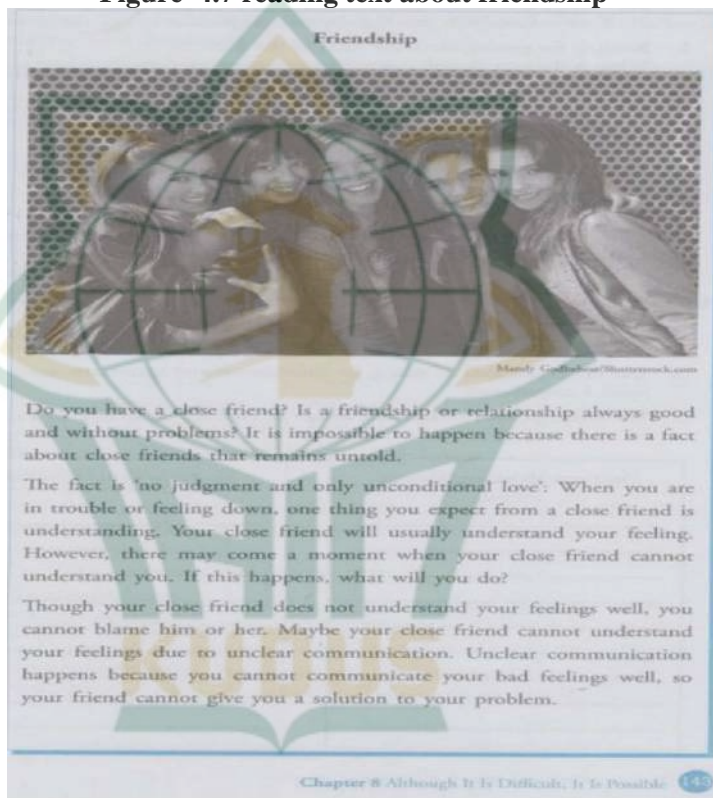 Figure 4.7 reading text about friendship
Friendship
Mandy Godbehear/Shutterstock.com
Do you have a close friend? Is a friendship or relationship always good
and without problems? It is impossible to happen because there is a fact
about close friends that remains untold.
The fact is 'no judgment and only unconditional love'. When you are
in trouble or feeling down, one thing you expect from a close friend is
understanding. Your close friend will usually understand your feeling.
However, there may come a moment when your close friend cannot
understand you. If this happens, what will you do?
Though your close friend does not understand your feelings well, you
cannot blame him or her. Maybe your close friend cannot understand
your feelings due to unclear communication. Unclear communication
happens because you cannot communicate your bad feelings well, so
your friend cannot give you a solution to your problem.
KUDUS
Chapter 8 Although It Is Difficult, It Is Possible 143